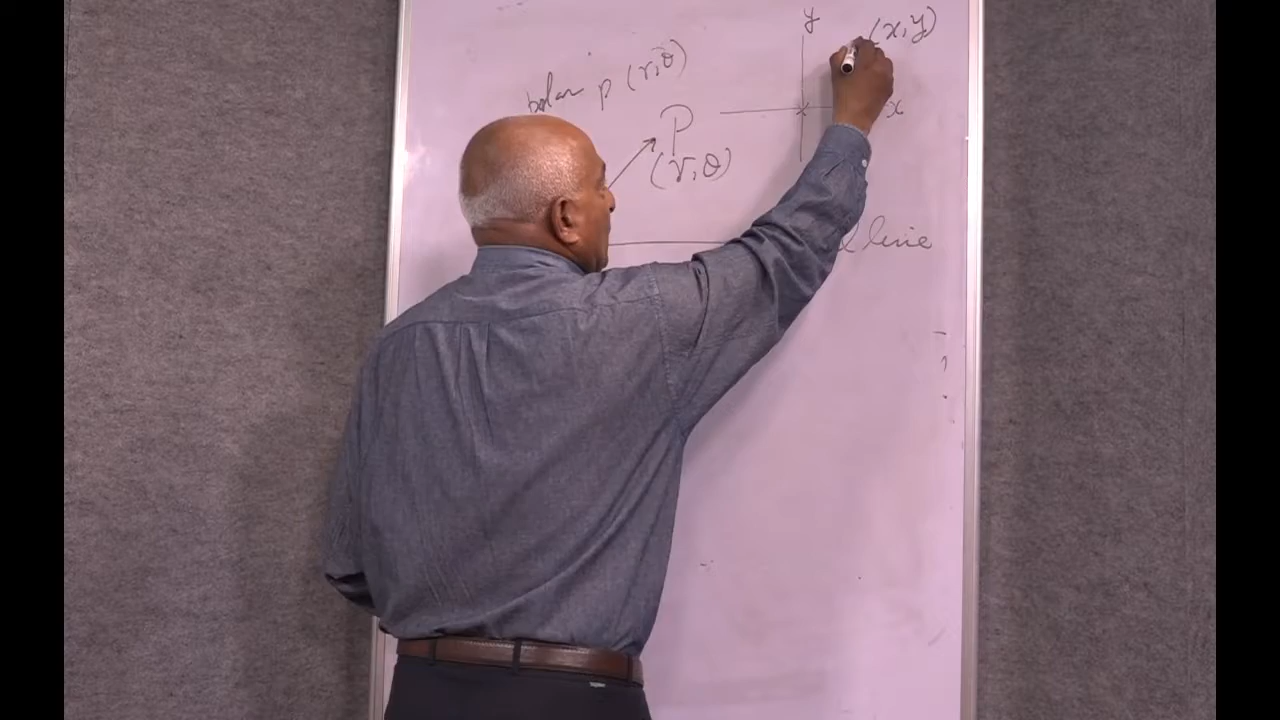 y
(x,y)
polar P (r,θ)
x
P
(r,θ)
line